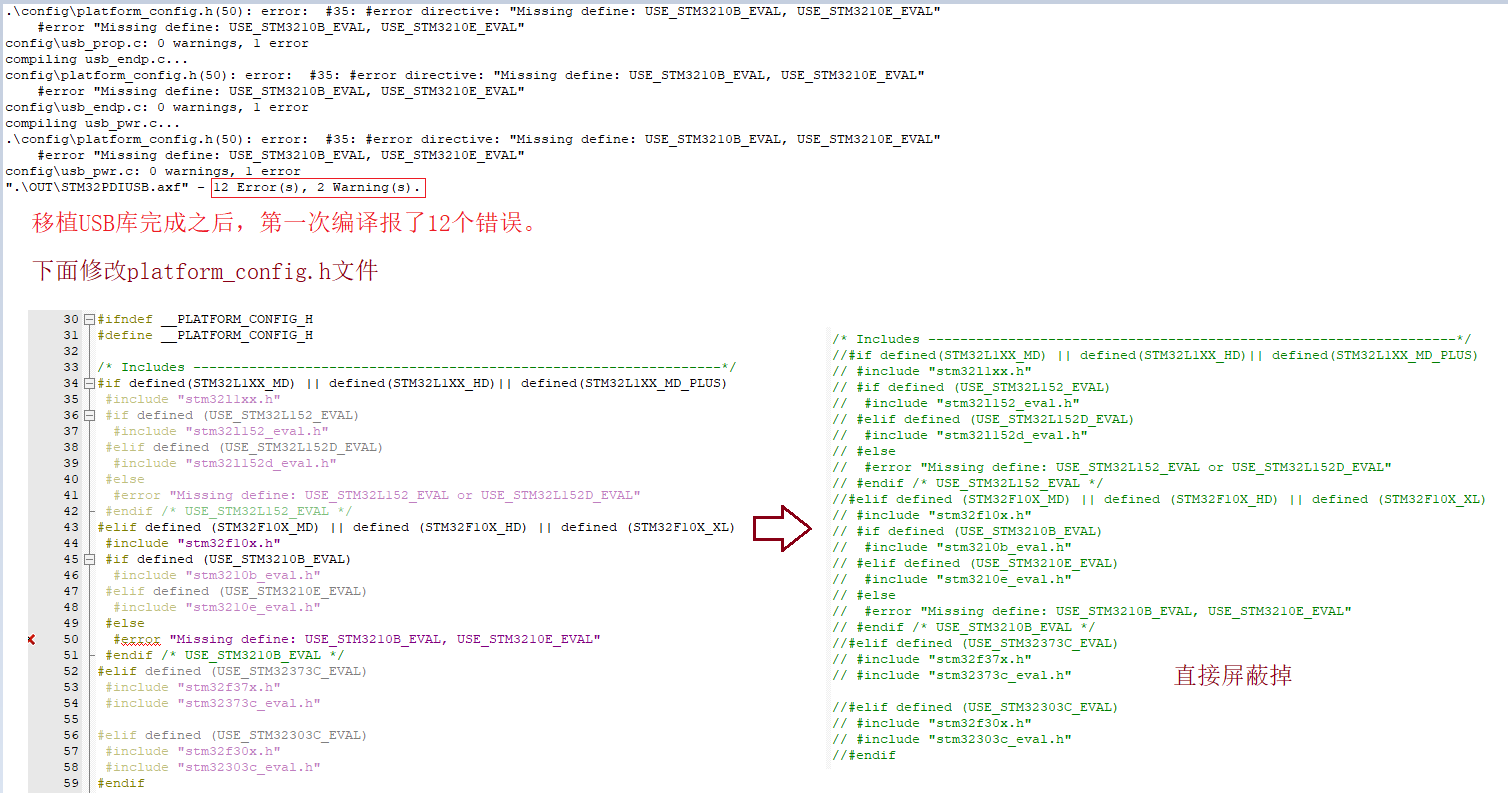 .\config\platform_config.h(50): error:  #35: #error directive: "Missing define: USE_STM3210B_EVAL, USE_STM3210E_EVAL"
    #error "Missing define: USE_STM3210B_EVAL, USE_STM3210E_EVAL"
config\usb_prop.c: 0 warnings, 1 error
compiling usb_endp.c...
config\platform_config.h(50): error:  #35: #error directive: "Missing define: USE_STM3210B_EVAL, USE_STM3210E_EVAL"
    #error "Missing define: USE_STM3210B_EVAL, USE_STM3210E_EVAL"
config\usb_endp.c: 0 warnings, 1 error
compiling usb_pwr.c...
.\config\platform_config.h(50): error:  #35: #error directive: "Missing define: USE_STM3210B_EVAL, USE_STM3210E_EVAL"
    #error "Missing define: USE_STM3210B_EVAL, USE_STM3210E_EVAL"
config\usb_pwr.c: 0 warnings, 1 error
".\OUT\STM32PDIUSB.axf" - 12 Error(s), 2 Warning(s).
移植USB库完成之后，第一次编译报了12个错误。
下面修改platform_config.h文件
30 #ifndef __PLATFORM_CONFIG_H
31 #define __PLATFORM_CONFIG_H
32
33 /* Includes ------------------------------------------------------------------*/
34 #if defined(STM32L1XX_MD) || defined(STM32L1XX_HD)|| defined(STM32L1XX_MD_PLUS)
35  #include "stm32l1xx.h"
36  #if defined (USE_STM32L152_EVAL)
37   #include "stm32l152_eval.h"
38  #elif defined (USE_STM32L152D_EVAL)
39   #include "stm32l152d_eval.h"
40  #else
41   #error "Missing define: USE_STM32L152_EVAL or USE_STM32L152D_EVAL"
42  #endif /* USE_STM32L152_EVAL */
43 #elif defined (STM32F10X_MD) || defined (STM32F10X_HD) || defined (STM32F10X_XL)
44  #include "stm32f10x.h"
45  #if defined (USE_STM3210B_EVAL)
46   #include "stm3210b_eval.h"
47  #elif defined (USE_STM3210E_EVAL)
48   #include "stm3210e_eval.h"
49  #else
50   #error "Missing define: USE_STM3210B_EVAL, USE_STM3210E_EVAL"
51  #endif /* USE_STM3210B_EVAL */
52 #elif defined (USE_STM32373C_EVAL)
53  #include "stm32f37x.h"
54  #include "stm32373c_eval.h"
55
56 #elif defined (USE_STM32303C_EVAL)
57  #include "stm32f30x.h"
58  #include "stm32303c_eval.h"
59 #endif
/* Includes ------------------------------------------------------------------*/
//#if defined(STM32L1XX_MD) || defined(STM32L1XX_HD)|| defined(STM32L1XX_MD_PLUS)
// #include "stm32l1xx.h"
// #if defined (USE_STM32L152_EVAL)
//  #include "stm32l152_eval.h"
// #elif defined (USE_STM32L152D_EVAL)
//  #include "stm32l152d_eval.h"
// #else
//  #error "Missing define: USE_STM32L152_EVAL or USE_STM32L152D_EVAL"
// #endif /* USE_STM32L152_EVAL */
//#elif defined (STM32F10X_MD) || defined (STM32F10X_HD) || defined (STM32F10X_XL)
// #include "stm32f10x.h"
// #if defined (USE_STM3210B_EVAL)
//  #include "stm3210b_eval.h"
// #elif defined (USE_STM3210E_EVAL)
//  #include "stm3210e_eval.h"
// #else
//  #error "Missing define: USE_STM3210B_EVAL, USE_STM3210E_EVAL"
// #endif /* USE_STM3210B_EVAL */
//#elif defined (USE_STM32373C_EVAL)
// #include "stm32f37x.h"
// #include "stm32373c_eval.h"
直接屏蔽掉
//#elif defined (USE_STM32303C_EVAL)
// #include "stm32f30x.h"
// #include "stm32303c_eval.h"
//#endif